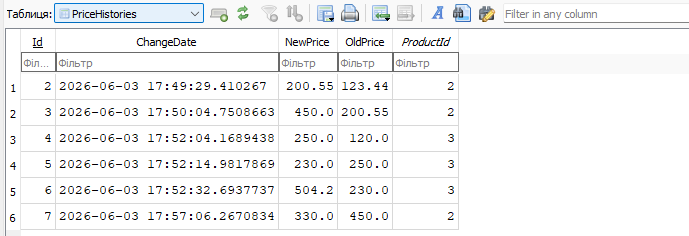 Таблиця: PriceHistories Filter in any column
Id ChangeDate NewPrice OldPrice ProductId
Філ... Фільтр Фільтр Фільтр Фільтр
1 2 2026-06-03 17:49:29.410267 200.55 123.44 2
2 3 2026-06-03 17:50:04.7508663 450.0 200.55 2
3 4 2026-06-03 17:52:04.1689438 250.0 120.0 3
4 5 2026-06-03 17:52:14.9817869 230.0 250.0 3
5 6 2026-06-03 17:52:32.6937737 504.2 230.0 3
6 7 2026-06-03 17:57:06.2670834 330.0 450.0 2